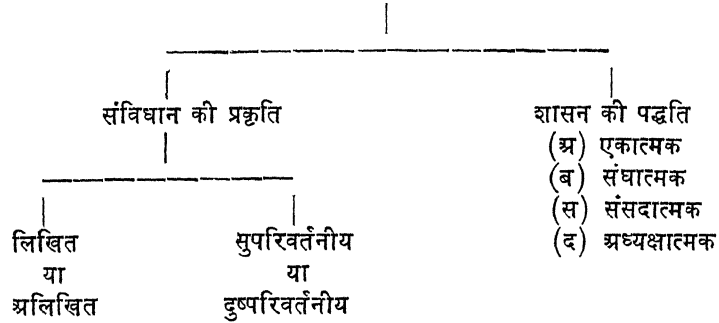 संविधान की प्रकृति
शासन की पद्धति
(अ) एकात्मक
(ब) संघात्मक
(स) संसदात्मक
(द) अध्यक्षात्मक
लिखित
या
अलिखित
सुपरिवर्तनीय
या
दुष्परिवर्तनीय